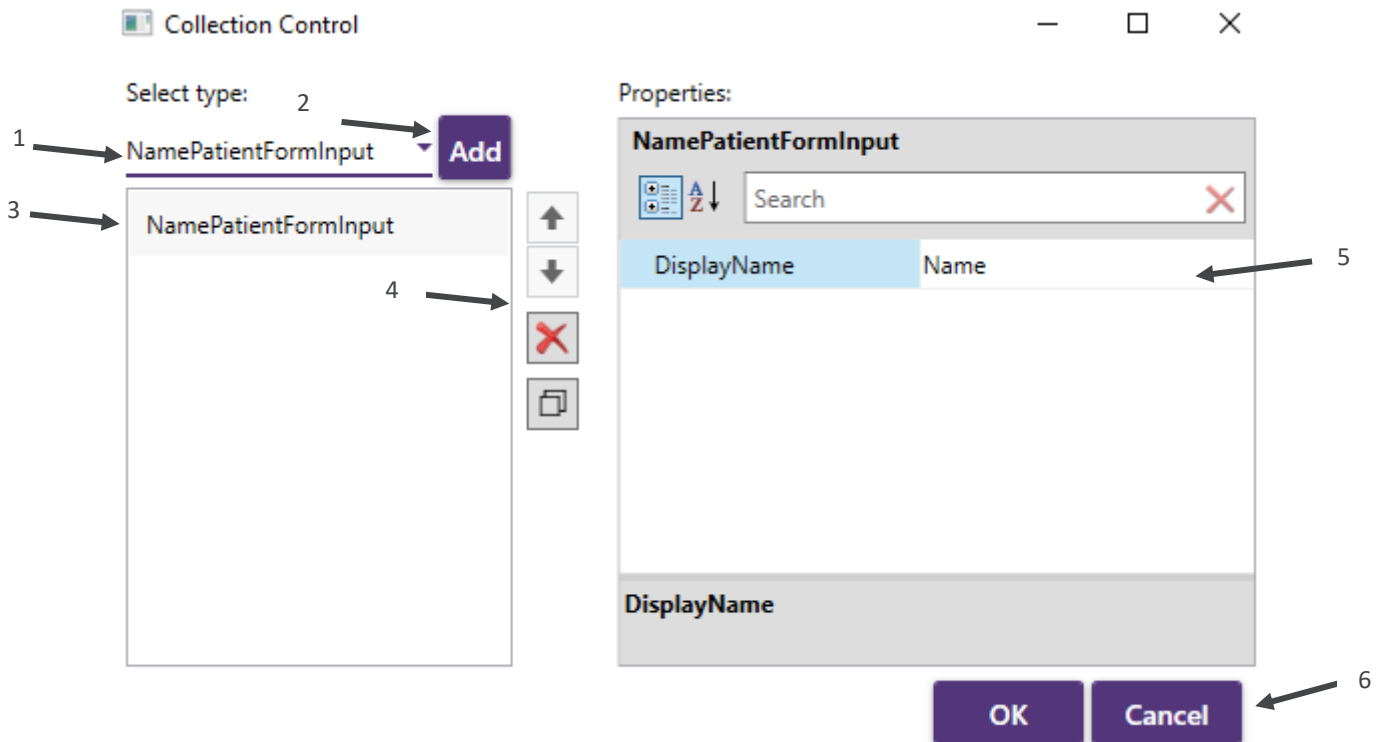 Collection Control
Select type:
2
Properties:
1
NamePatientFormInput
Add
NamePatientFormInput
A
Z
Search
3
NamePatientFormInput
DisplayName
Name
5
4
DisplayName
6
OK
Cancel